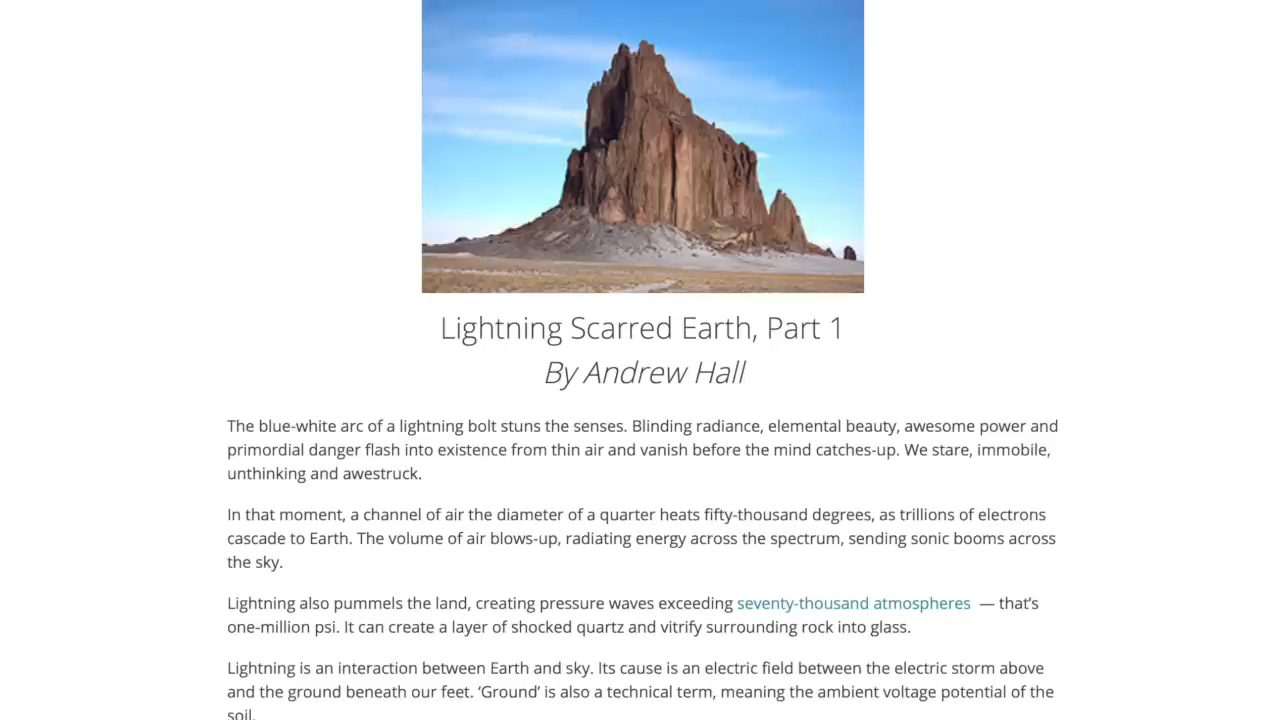 Lightning Scarred Earth, Part 1
By Andrew Hall
The blue-white arc of a lightning bolt stuns the senses. Blinding radiance, elemental beauty, awesome power and
primordial danger flash into existence from thin air and vanish before the mind catches-up. We stare, immobile,
unthinking and awestruck.
In that moment, a channel of air the diameter of a quarter heats fifty-thousand degrees, as trillions of electrons
cascade to Earth. The volume of air blows-up, radiating energy across the spectrum, sending sonic booms across
the sky.
Lightning also pummels the land, creating pressure waves exceeding seventy-thousand atmospheres — that’s
one-million psi. It can create a layer of shocked quartz and vitrify surrounding rock into glass.
Lightning is an interaction between Earth and sky. Its cause is an electric field between the electric storm above
and the ground beneath our feet. ‘Ground’ is also a technical term, meaning the ambient voltage potential of the
soil.